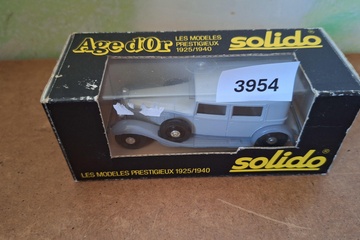 Age d'Or
LES MODELES
PRESTIGIEUX
1925/1940
solido
3954
LES MODELES PRESTIGIEUX 1925/1940
solido®